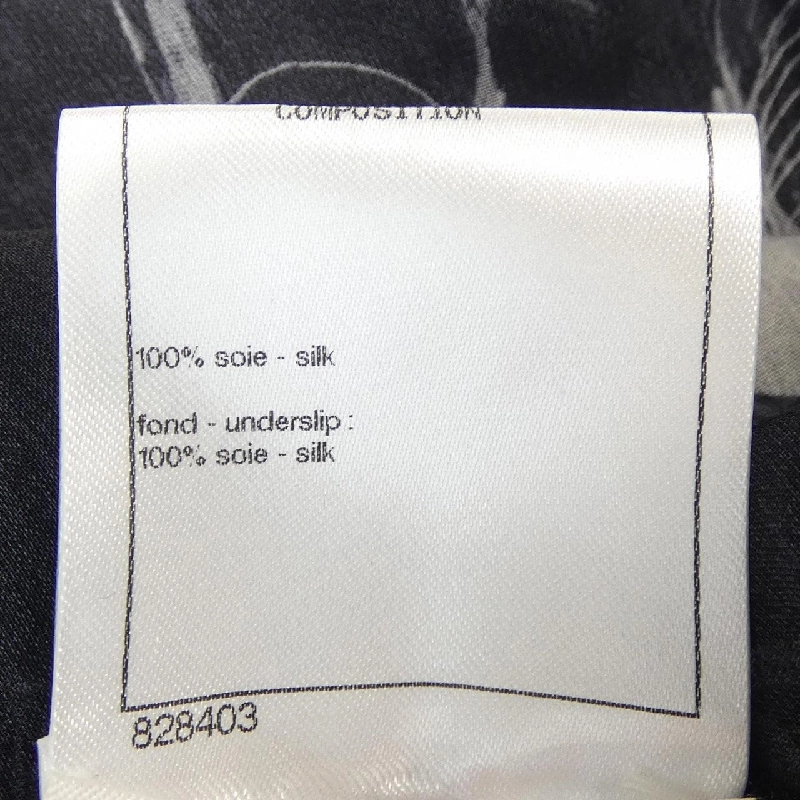 COMPOSITION
100% soie - silk
fond - underslip :
100% soie - silk
828403